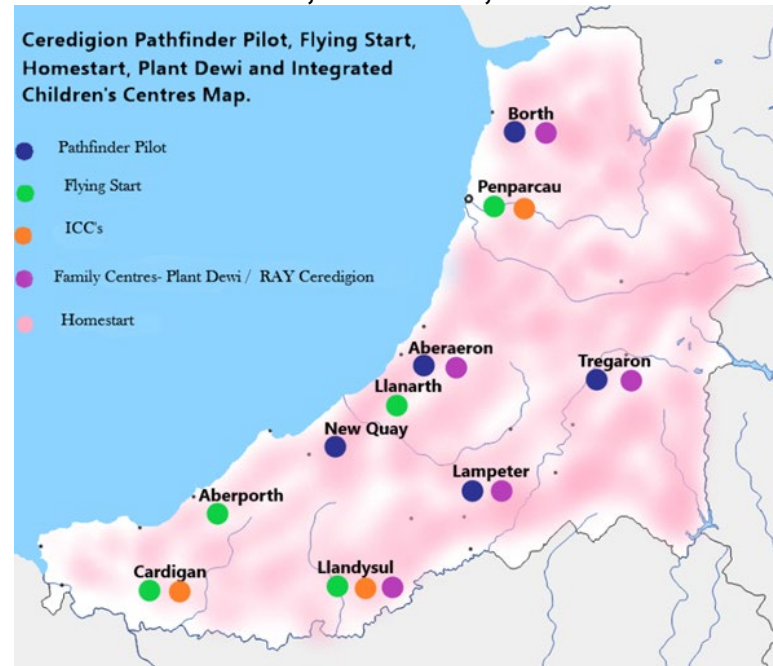 Ceredigion Pathfinder Pilot, Flying Start,
Homestart, Plant Dewi and Integrated
Children's Centres Map.
Pathfinder Pilot
Flying Start
ICC's
Family Centres- Plant Dewi / RAY Ceredigion
Homestart
Borth
Penparcau
Aberaeron
Tregaron
Llanarth
New Quay
Lampeter
Aberporth
Cardigan
Llandysul